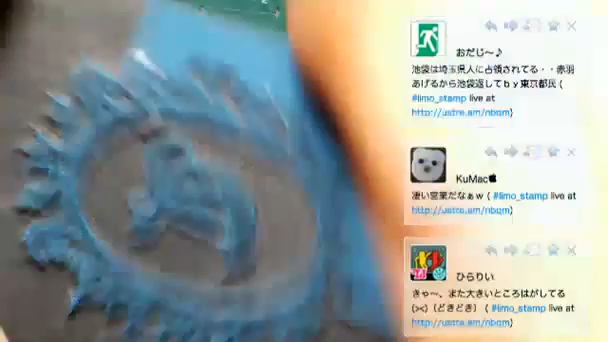 おだじ〜♪
池袋は埼玉県人に占領されてる・・赤羽
あげるから池袋返してｂｙ東京都民 (
#limo_stamp live at
http://ustre.am/nbqm)
KuMac
凄い営業だなぁｗ ( #limo_stamp live at
http://ustre.am/nbqm)
ひらりい
きゃ〜、また大きいところはがしてる
(><)（どきどき） ( #limo_stamp live at
http://ustre.am/nbqm)